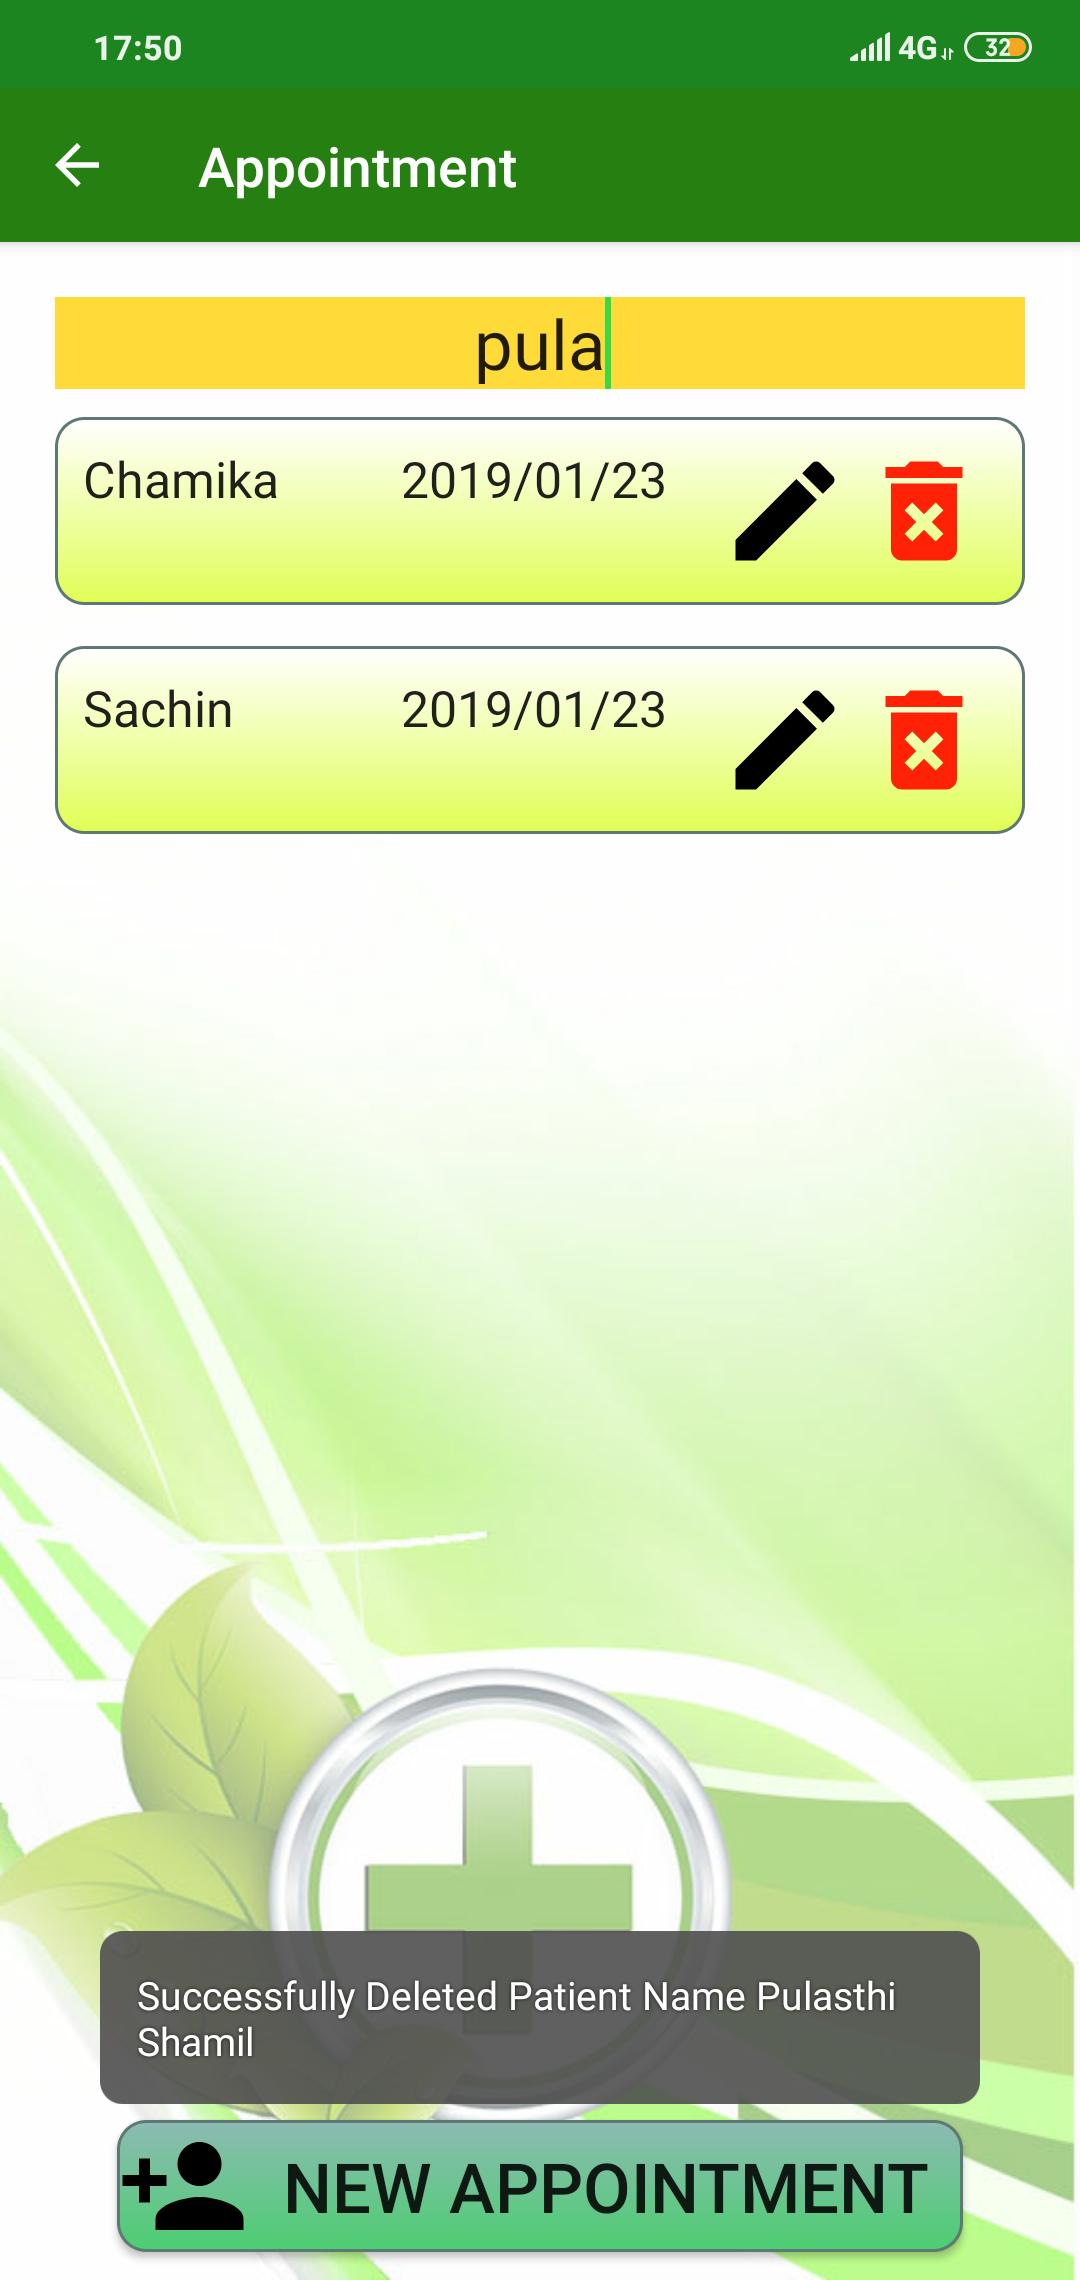 17:50 4G 32
Appointment
pula
Chamika 2019/01/23
Sachin 2019/01/23
Successfully Deleted Patient Name Pulasthi
Shamil
NEW APPOINTMENT